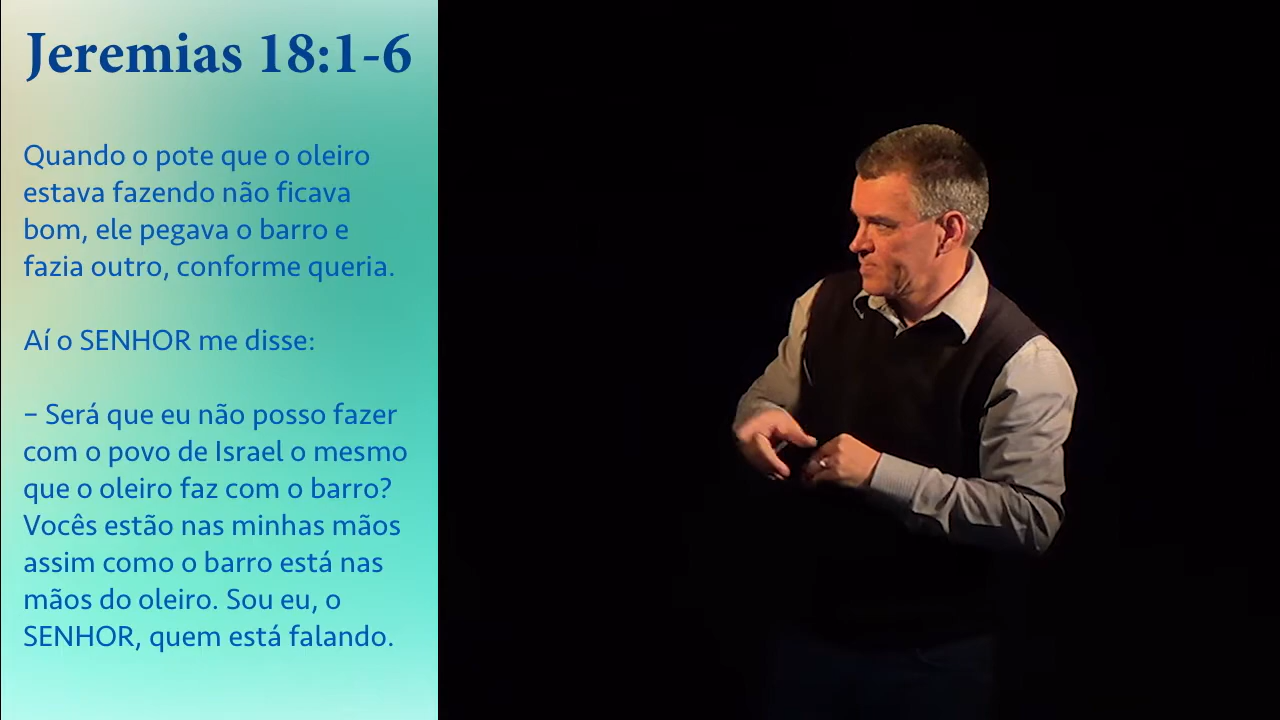 Jeremias 18:1-6
Quando o pote que o oleiro
estava fazendo não ficava
bom, ele pegava o barro e
fazia outro, conforme queria.
Aí o SENHOR me disse:
– Será que eu não posso fazer
com o povo de Israel o mesmo
que o oleiro faz com o barro?
Vocês estão nas minhas mãos
assim como o barro está nas
mãos do oleiro. Sou eu, o
SENHOR, quem está falando.